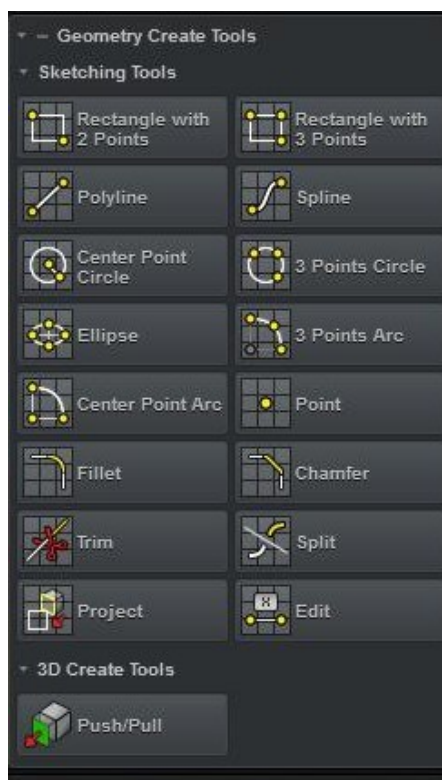 Geometry Create Tools
Sketching Tools
Rectangle with
2 Points
Rectangle with
3 Points
Polyline
Spline
Center Point
Circle
3 Points Circle
Ellipse
3 Points Arc
Center Point Arc
Point
Fillet
Chamfer
Trim
Split
Project
X
Edit
3D Create Tools
Push/Pull